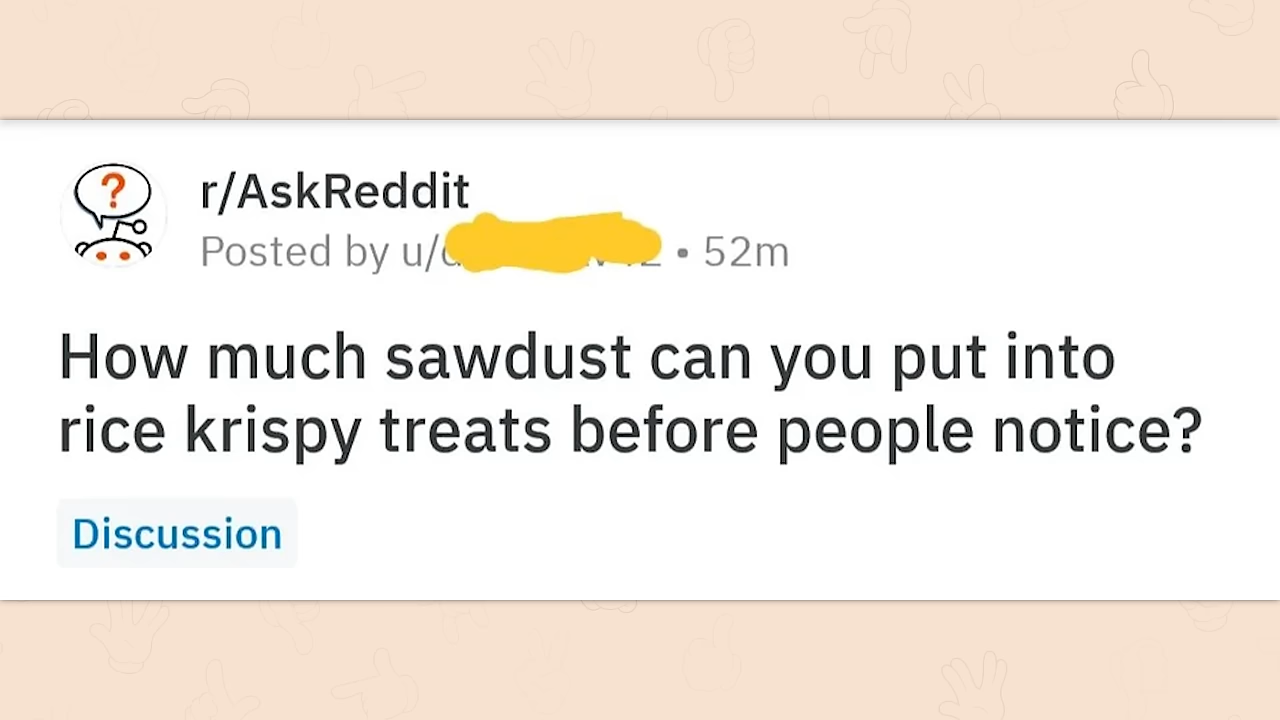 ?
r/AskReddit
Posted by u/ • 52m
How much sawdust can you put into
rice krispy treats before people notice?
Discussion